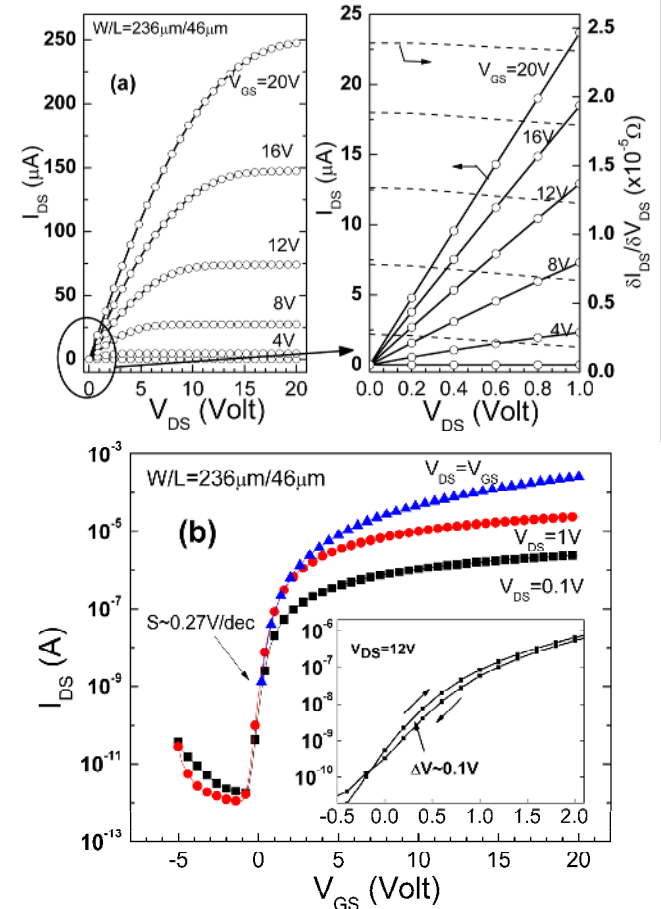 W/L=236μm/46μm
(a)
V_GS=20V
16V
12V
8V
4V
250
200
150
100
50
0
I_DS (μA)
0 5 10 15 20
V_DS (Volt)
25
20
15
10
5
0
I_DS (μA)
V_GS=20V
16V
12V
8V
4V
0.0 0.2 0.4 0.6 0.8 1.0
V_DS (Volt)
2.5
2.0
1.5
1.0
0.5
0.0
δI_DS/δV_DS (x10^-5Ω)
W/L=236μm/46μm
(b)
V_DS=V_GS
V_DS=1V
V_DS=0.1V
S~0.27V/dec
10^-3
10^-5
10^-7
10^-9
10^-11
10^-13
I_DS (A)
-5 0 5 10 15 20
V_GS (Volt)
V_DS=12V
ΔV~0.1V
10^-6
10^-7
10^-8
10^-9
10^-10
-0.5 0.0 0.5 1.0 1.5 2.0